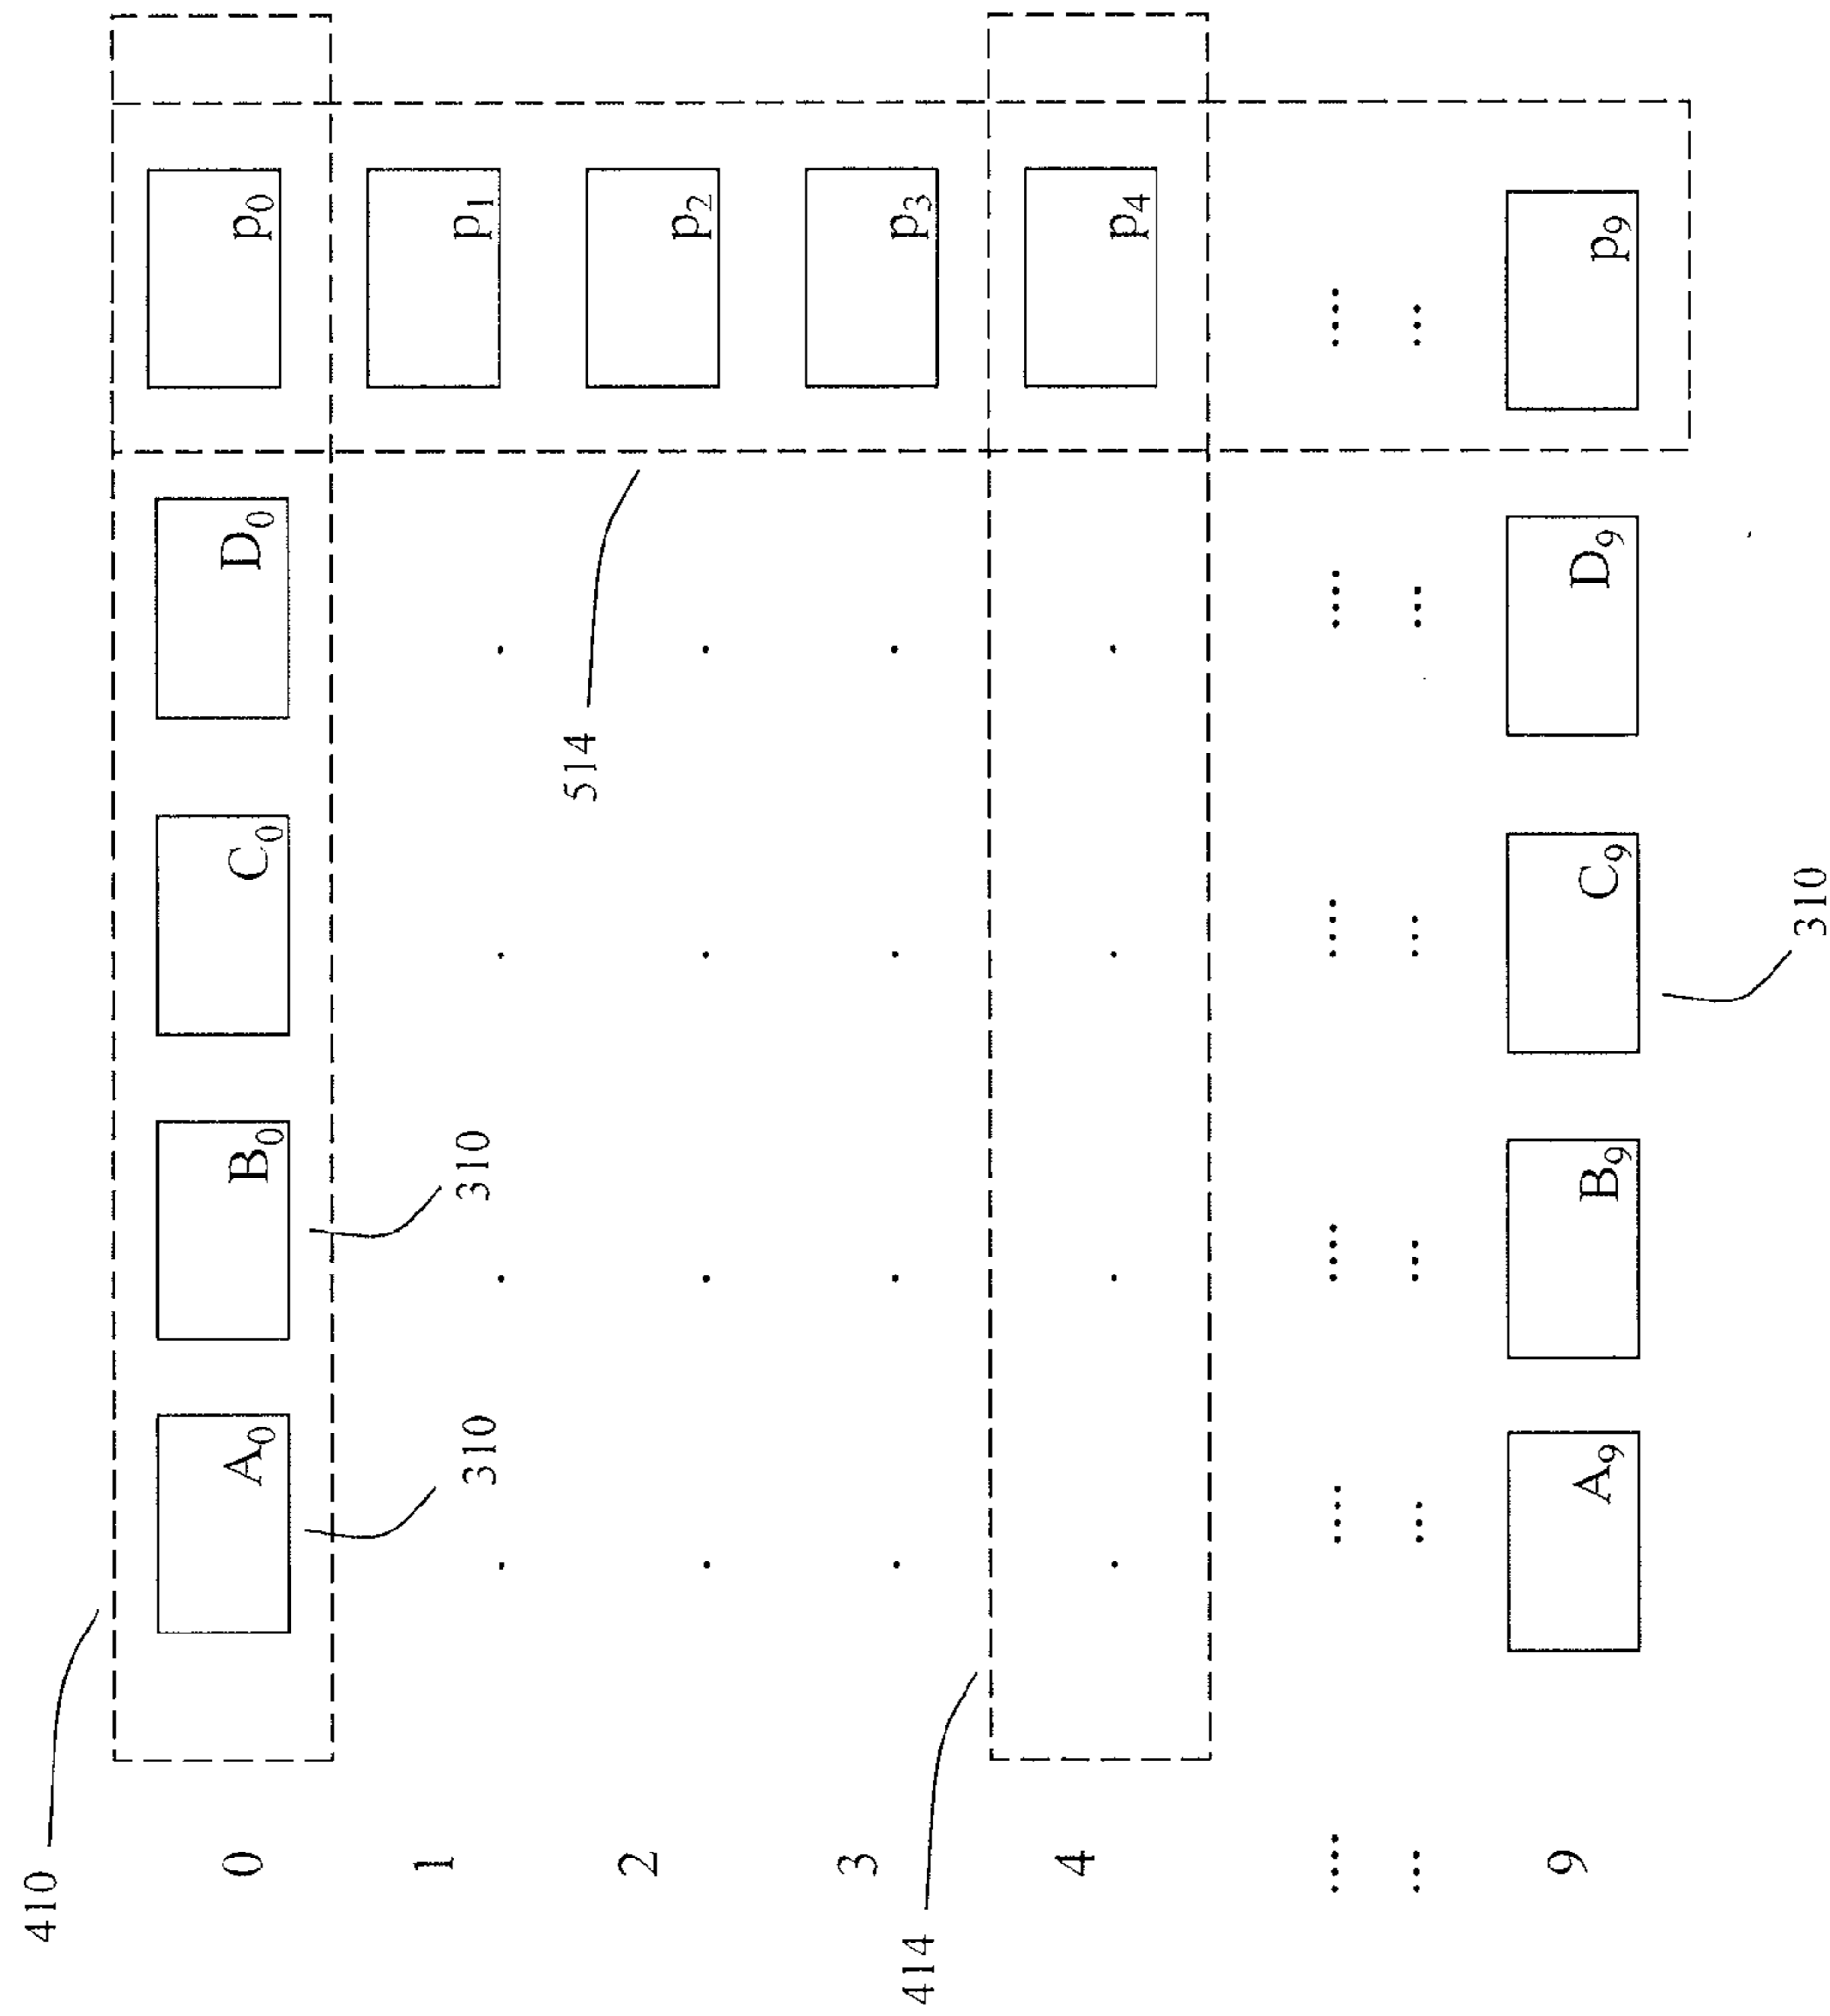 410
0 A₀ B₀ C₀ D₀ p₀
1 p₁
310 310
514
2 p₂
3 p₃
414
4 p₄
.... .... .... .... .... ....
... ... ... ... ... ...
9 A₉ B₉ C₉ D₉ p₉
310